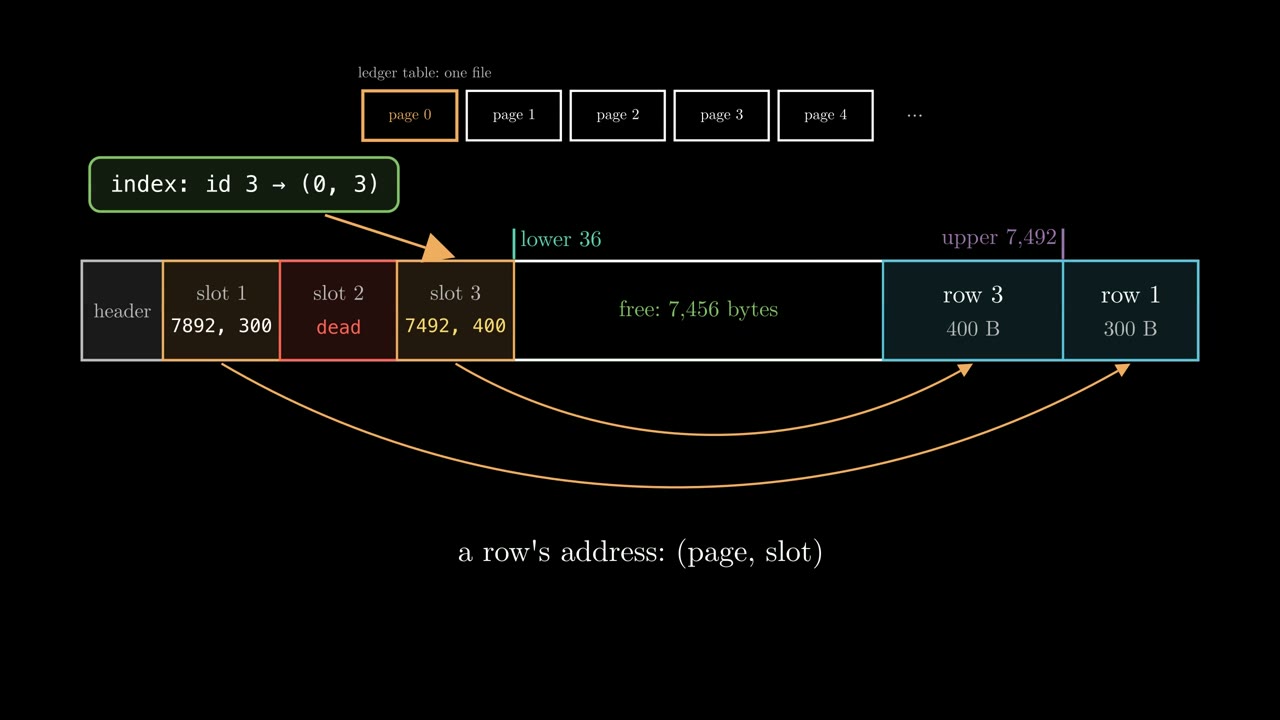 ledger table: one file
page 0
page 1
page 2
page 3
page 4
...
index: id 3 → (0, 3)
lower 36
upper 7,492
header
slot 1
7892, 300
slot 2
dead
slot 3
7492, 400
free: 7,456 bytes
row 3
400 B
row 1
300 B
a row's address: (page, slot)